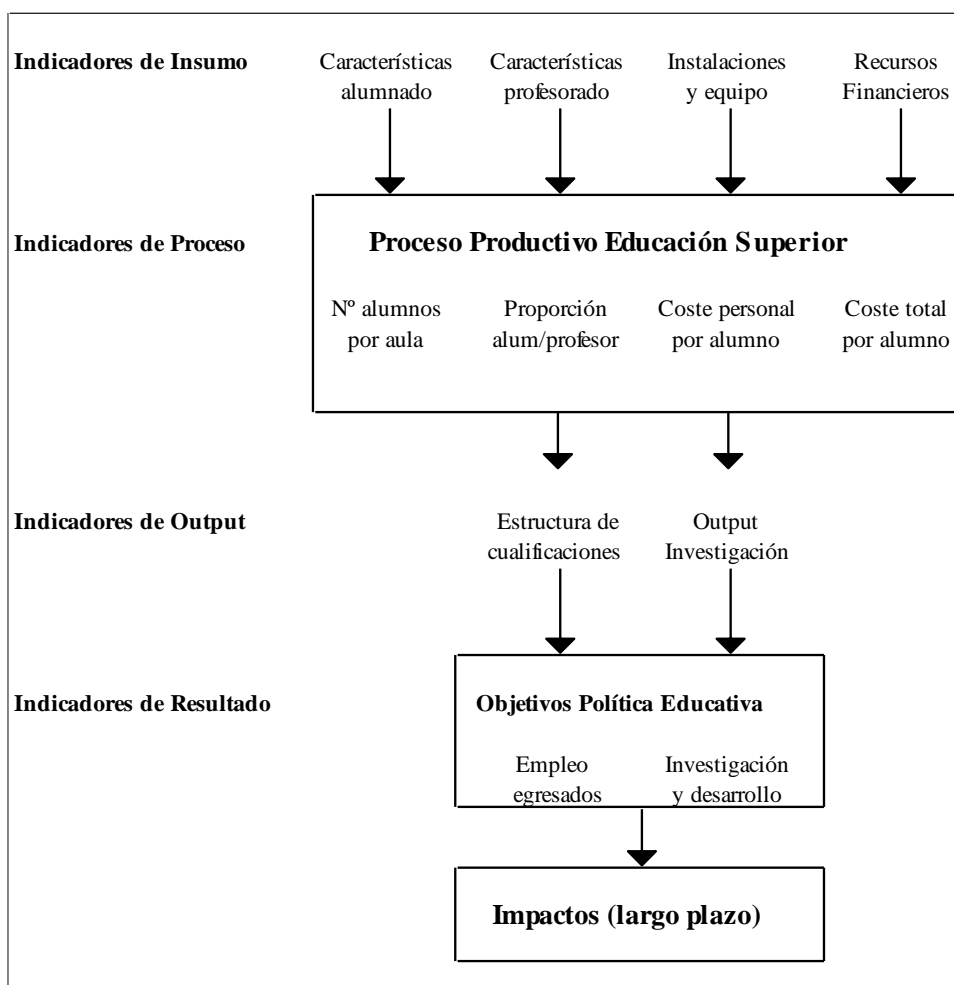 Indicadores de Insumo
Características alumnado
Características profesorado
Instalaciones y equipo
Recursos Financieros
Indicadores de Proceso
Proceso Productivo Educación Superior
Nº alumnos por aula
Proporción alum/profesor
Coste personal por alumno
Coste total por alumno
Indicadores de Output
Estructura de cualificaciones
Output Investigación
Indicadores de Resultado
Objetivos Política Educativa
Empleo egresados
Investigación y desarrollo
Impactos (largo plazo)